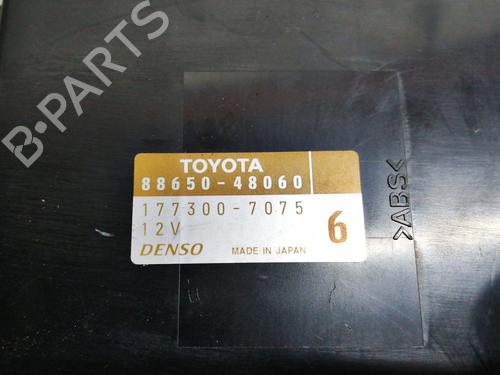 B-PARTS
TOYOTA
88650-48060
177300-7075
12V
6
DENSO
MADE IN JAPAN
>ABS<